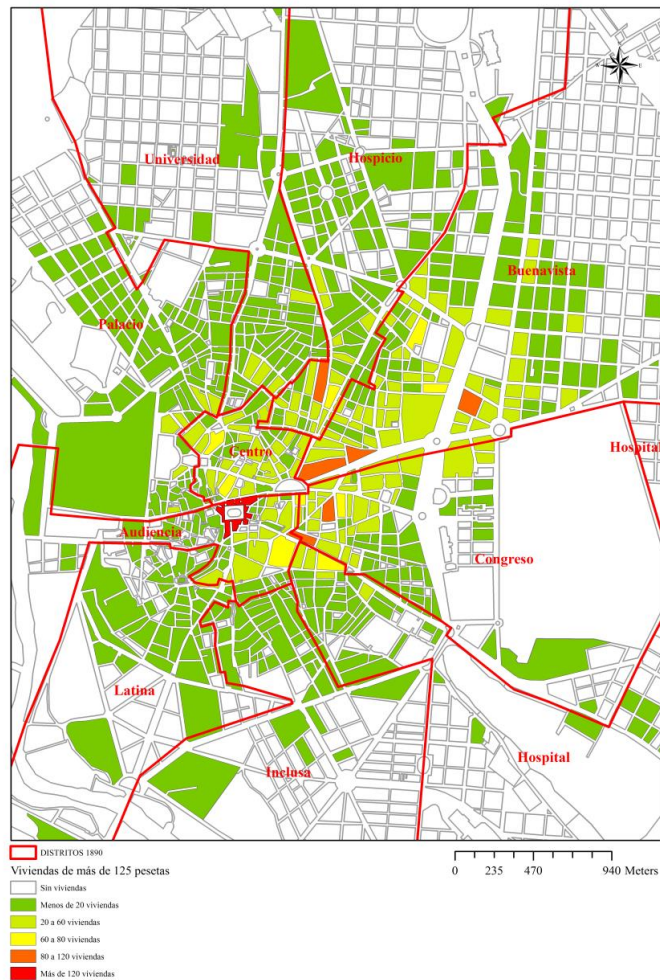 Universidad
Hospicio
Buenavista
Palacio
Centro
Hospital
Audiencia
Congreso
Latina
Inclusa
Hospital
DISTRITOS 1890
Viviendas de más de 125 pesetas
Sin viviendas
Menos de 20 viviendas
20 a 60 viviendas
60 a 80 viviendas
80 a 120 viviendas
Más de 120 viviendas
0 235 470 940 Meters